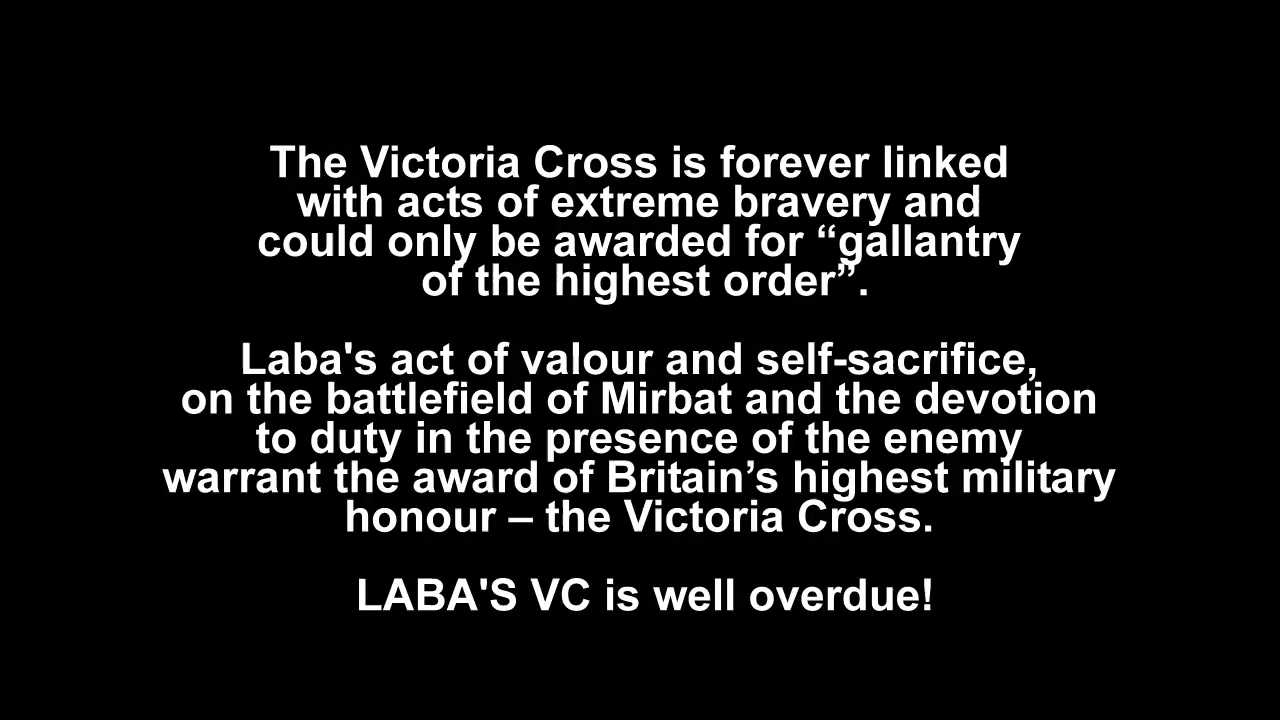 The Victoria Cross is forever linked
with acts of extreme bravery and
could only be awarded for “gallantry
of the highest order”.
Laba's act of valour and self-sacrifice,
on the battlefield of Mirbat and the devotion
to duty in the presence of the enemy
warrant the award of Britain’s highest military
honour – the Victoria Cross.
LABA'S VC is well overdue!